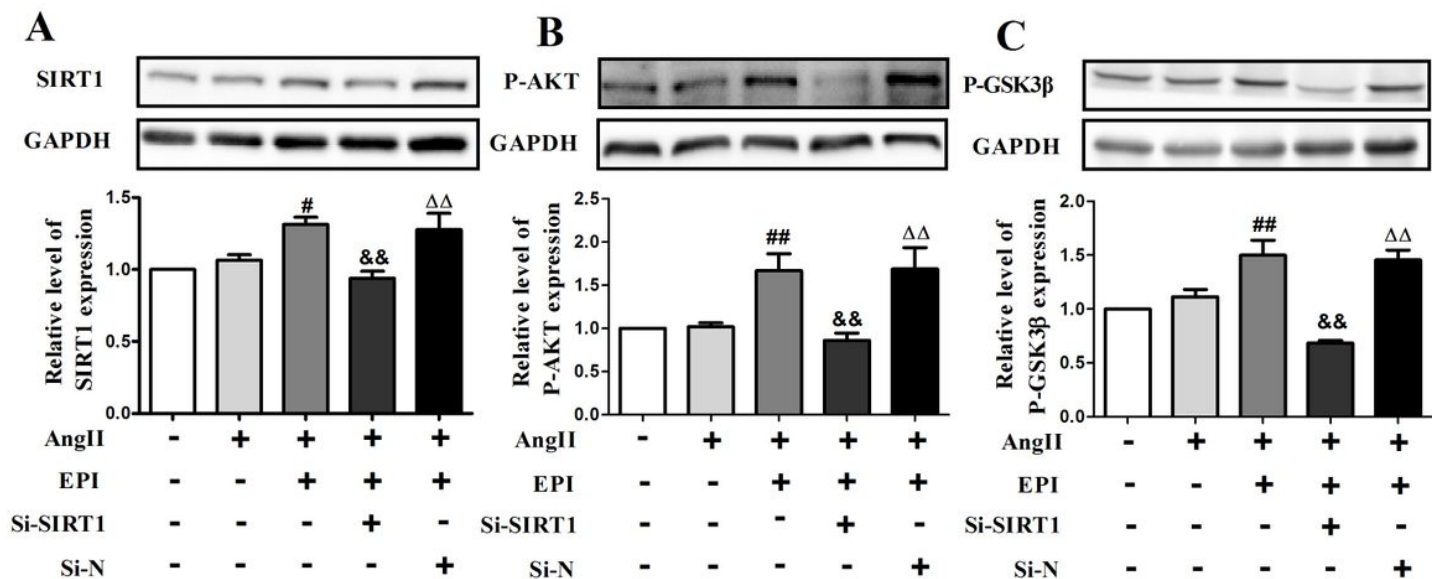 A
SIRT1
GAPDH
Relative level of
SIRT1 expression
1.5
1.0
0.5
0.0
#
&&
ΔΔ
AngII - + + + +
EPI - - + + +
Si-SIRT1 - - - + -
Si-N - - - - +
B
P-AKT
GAPDH
Relative level of
P-AKT expression
2.5
2.0
1.5
1.0
0.5
0.0
##
&&
ΔΔ
AngII - + + + +
EPI - - + + +
Si-SIRT1 - - - + -
Si-N - - - - +
C
P-GSK3β
GAPDH
Relative level of
P-GSK3β expression
2.0
1.5
1.0
0.5
0.0
##
&&
ΔΔ
AngII - + + + +
EPI - - + + +
Si-SIRT1 - - - + -
Si-N - - - - +